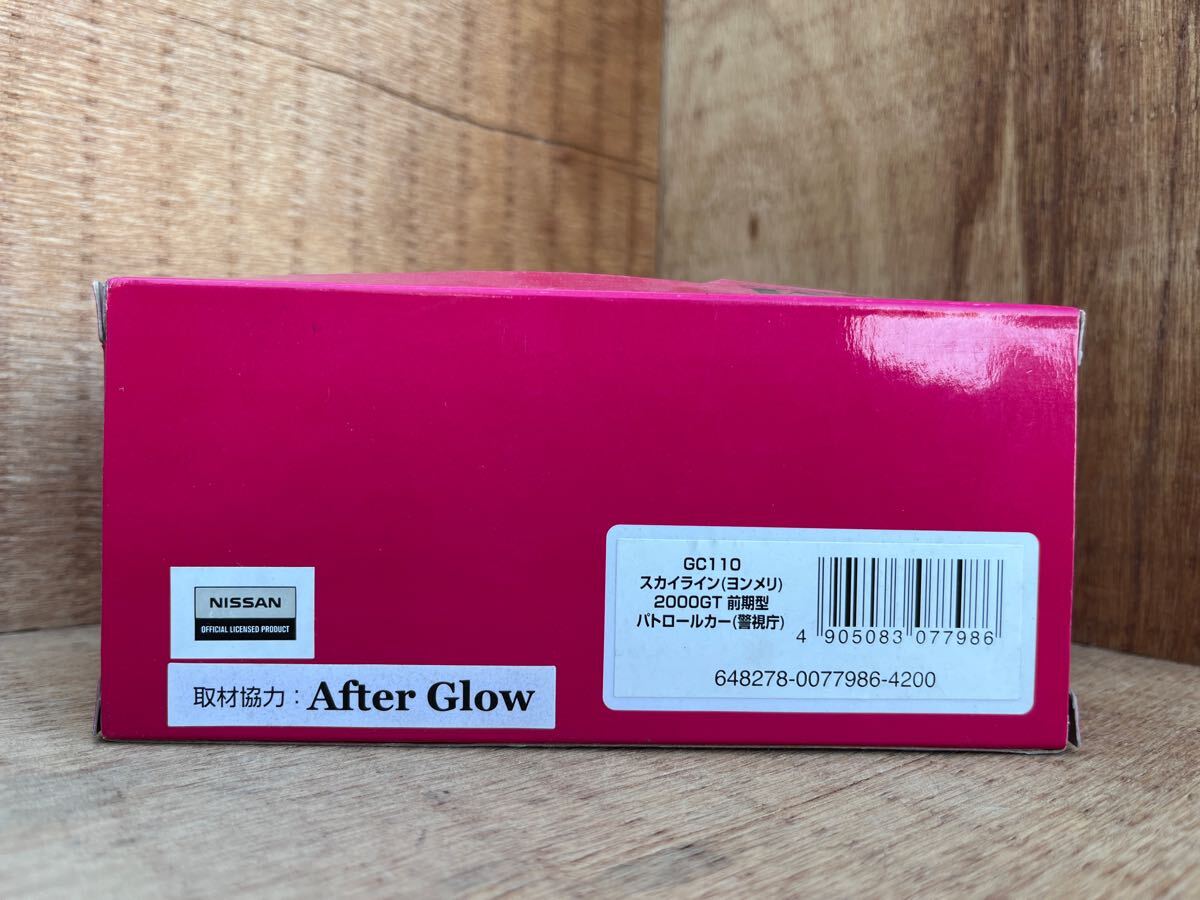 NISSAN
OFFICIAL LICENSED PRODUCT
取材協力：After Glow
GC110
スカイライン(ヨンメリ)
2000GT 前期型
パトロールカー(警視庁)
4 905083 077986
648278-0077986-4200